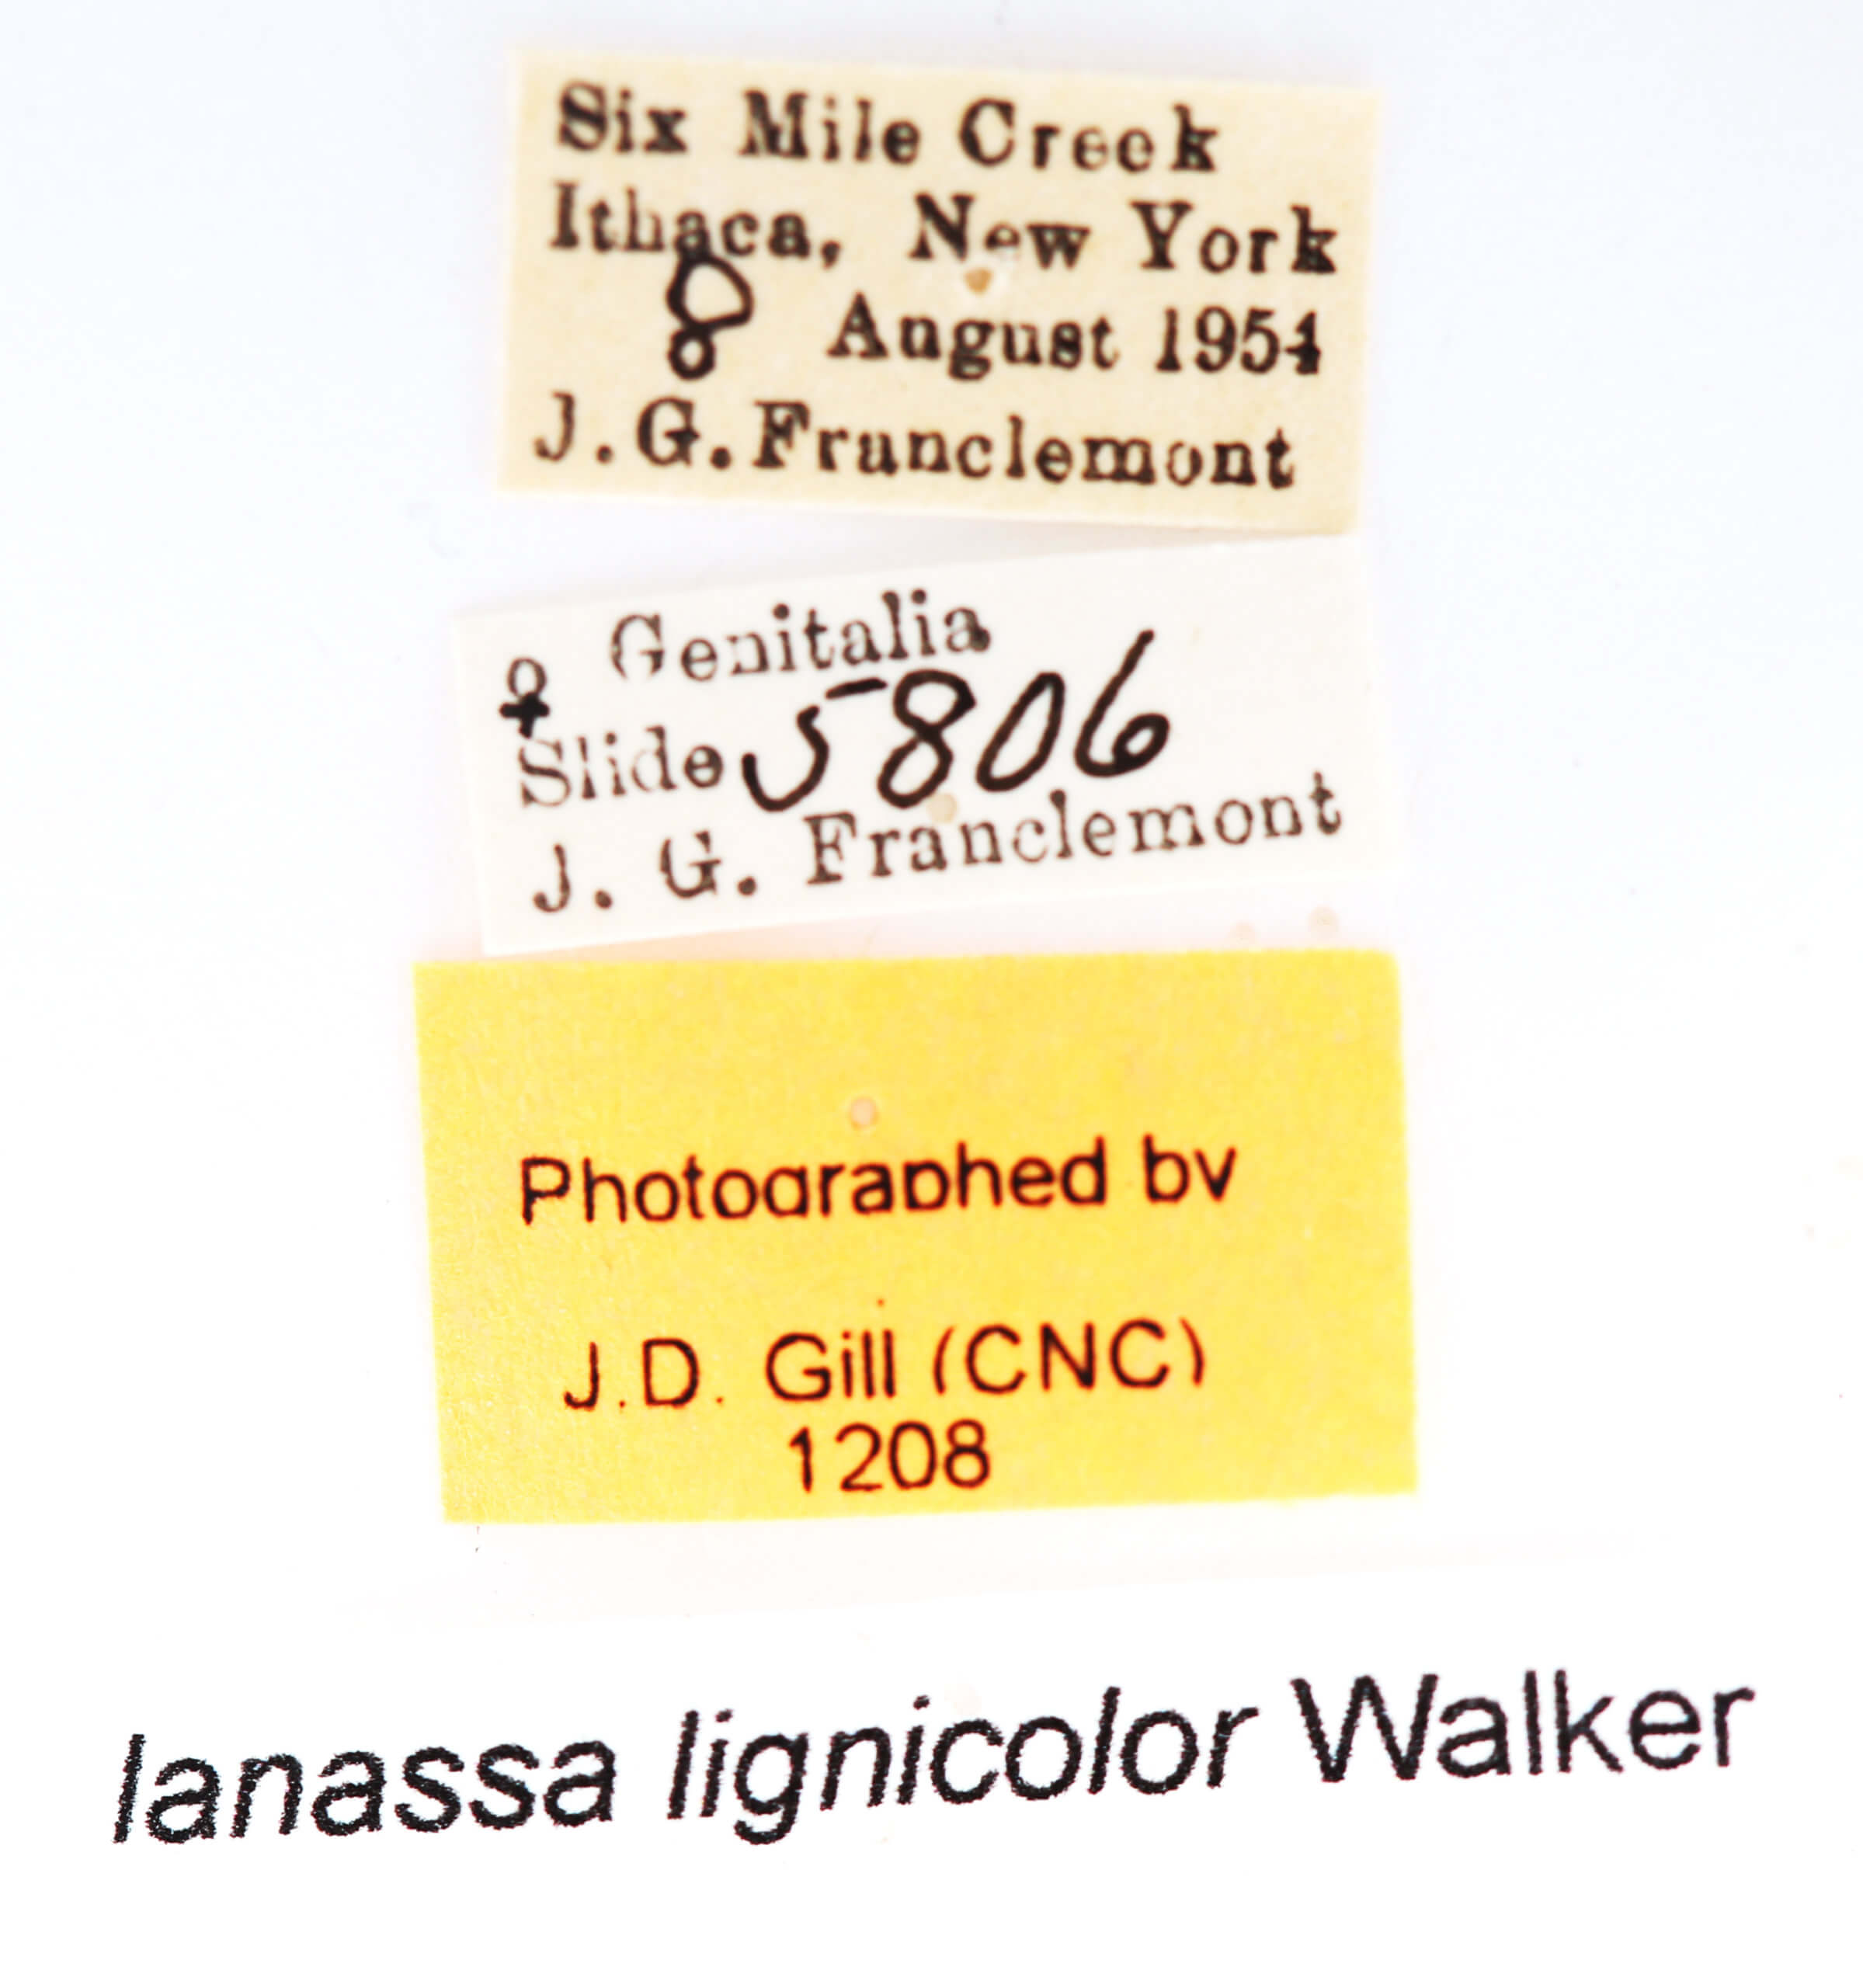 Six Mile Creek
Ithaca, New York
8 August 1954
J. G. Franclemont
♀ Genitalia
Slide 5806
J. G. Franclemont
Photographed by
J.D. Gill (CNC)
1208
Ianassa lignicolor Walker